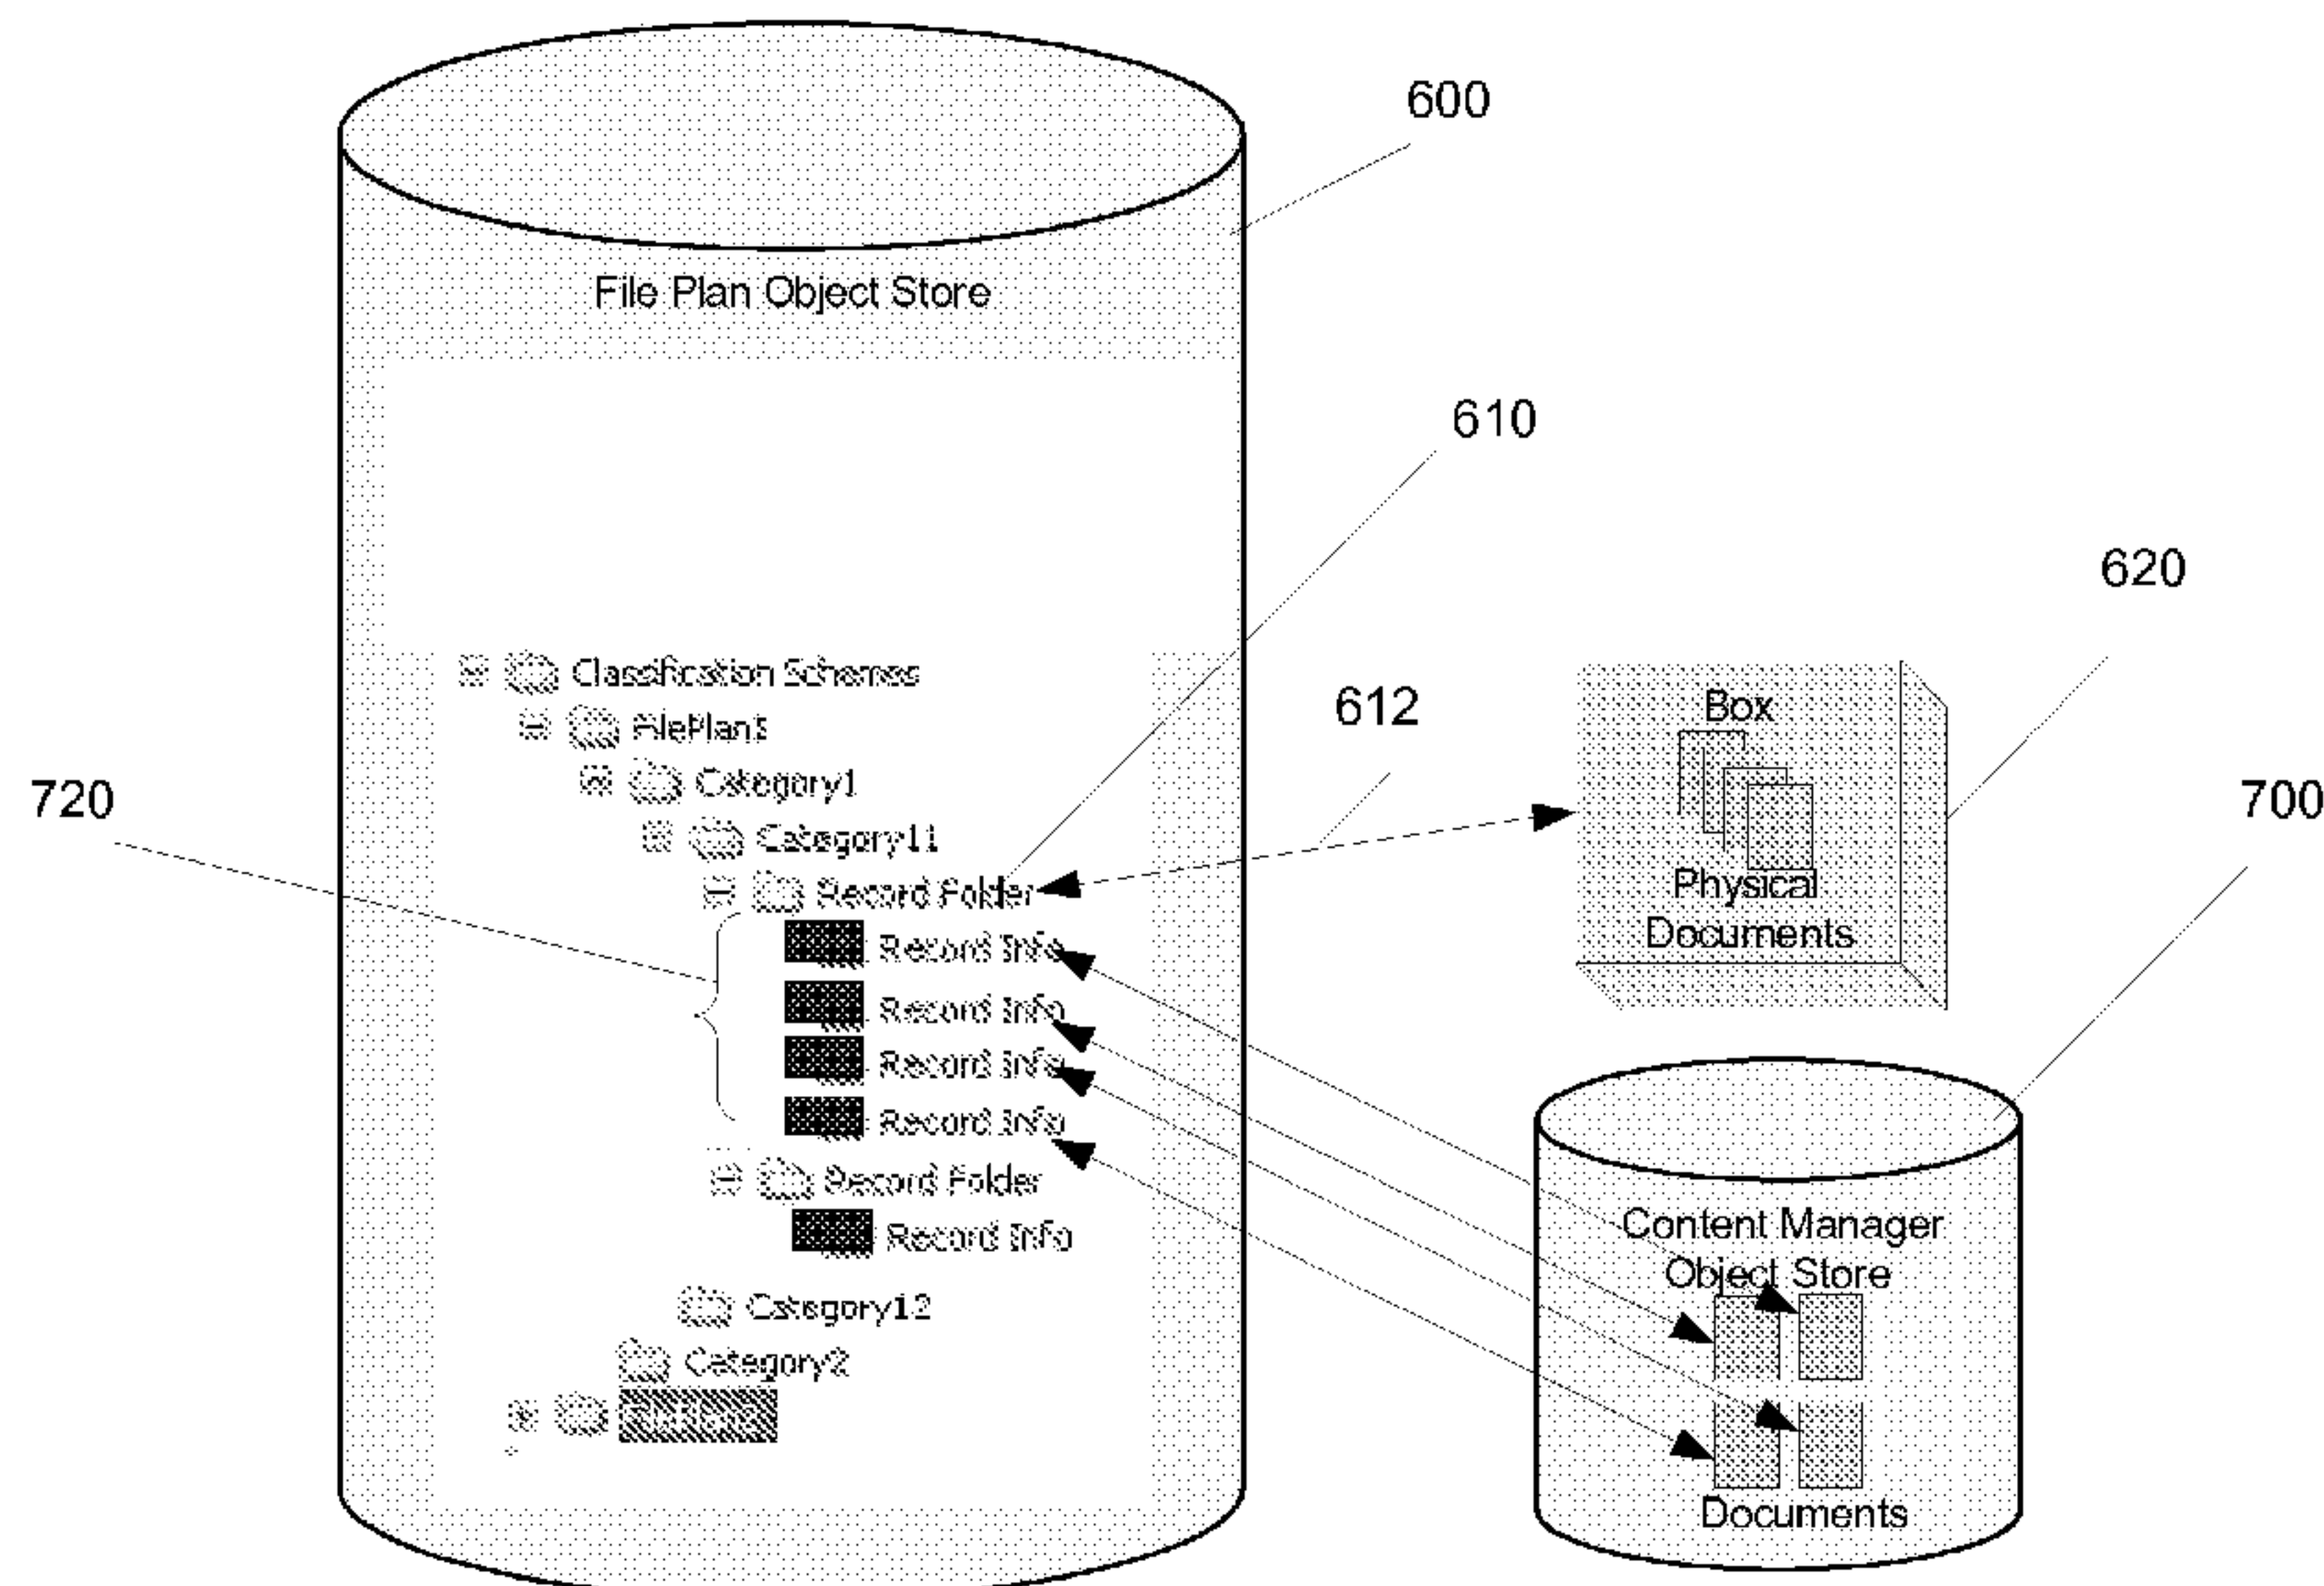 600
File Plan Object Store
610
620
Classification Schemes
612
Box
FilePlan1
Category1
720
700
Category11
Record Folder
Physical
Documents
Record Info
Record Info
Record Info
Record Info
Record Folder
Content Manager
Object Store
Record Info
Category12
Category2
Documents